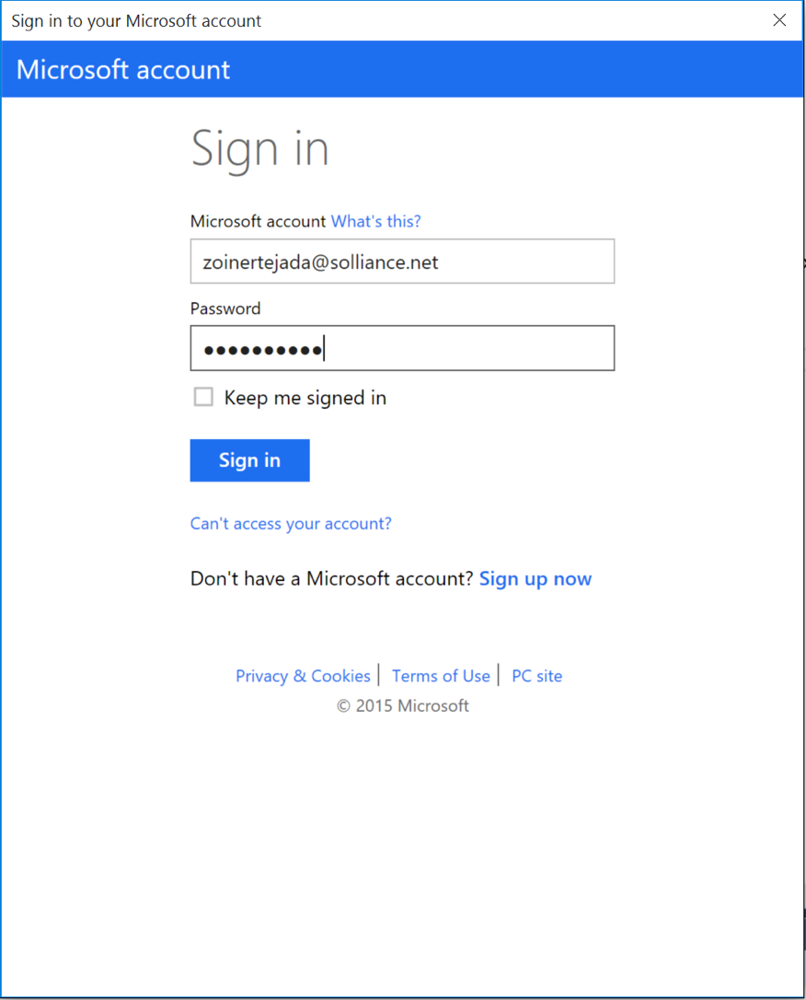 Sign in to your Microsoft account
Microsoft account
Sign in
Microsoft account What's this?
zoinertejada@solliance.net
Password
●●●●●●●●●●
Keep me signed in
Sign in
Can't access your account?
Don't have a Microsoft account? Sign up now
Privacy & Cookies | Terms of Use | PC site
© 2015 Microsoft